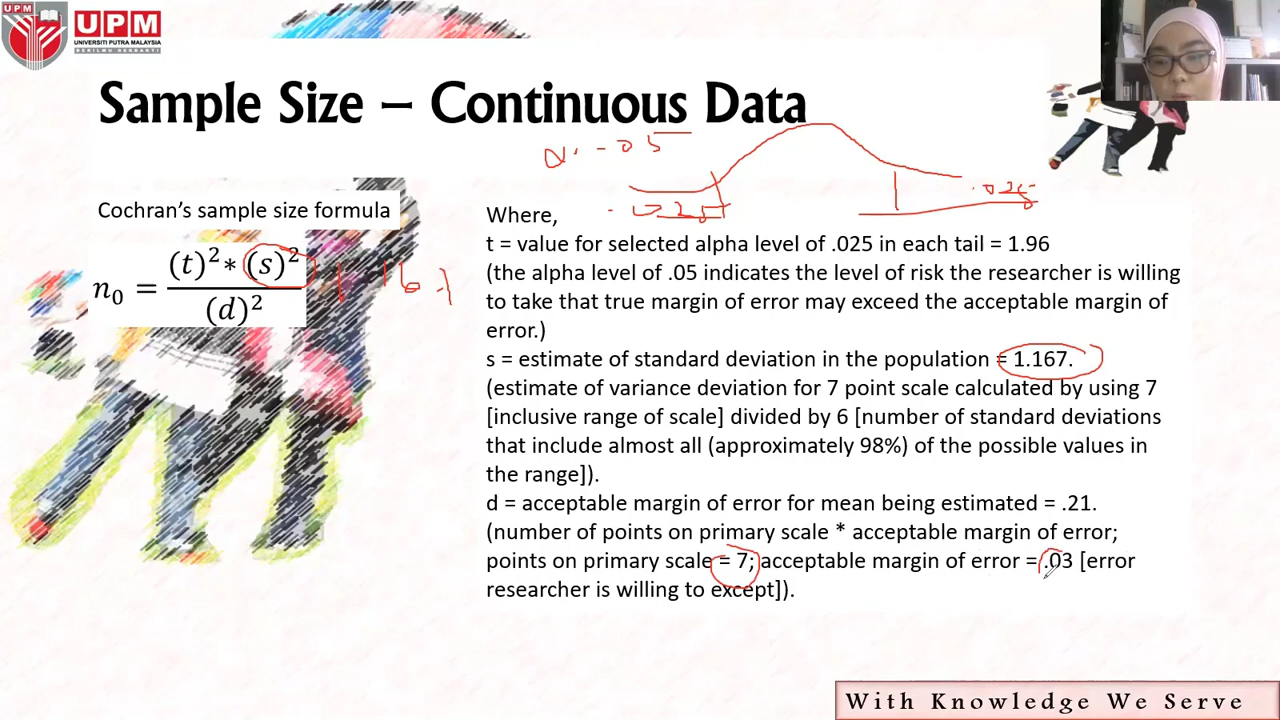 UPM
UPM
UNIVERSITI PUTRA MALAYSIA
BERILMU BERBAKTI
Sample Size – Continuous Data
.05
.025
.025
Cochran's sample size formula
n₀ = (t)² * (s)² / (d)²
1.167
Where,
t = value for selected alpha level of .025 in each tail = 1.96
(the alpha level of .05 indicates the level of risk the researcher is willing
to take that true margin of error may exceed the acceptable margin of
error.)
s = estimate of standard deviation in the population = 1.167.
(estimate of variance deviation for 7 point scale calculated by using 7
[inclusive range of scale] divided by 6 [number of standard deviations
that include almost all (approximately 98%) of the possible values in
the range]).
d = acceptable margin of error for mean being estimated = .21.
(number of points on primary scale * acceptable margin of error;
points on primary scale = 7; acceptable margin of error = .03 [error
researcher is willing to except]).
With Knowledge We Serve